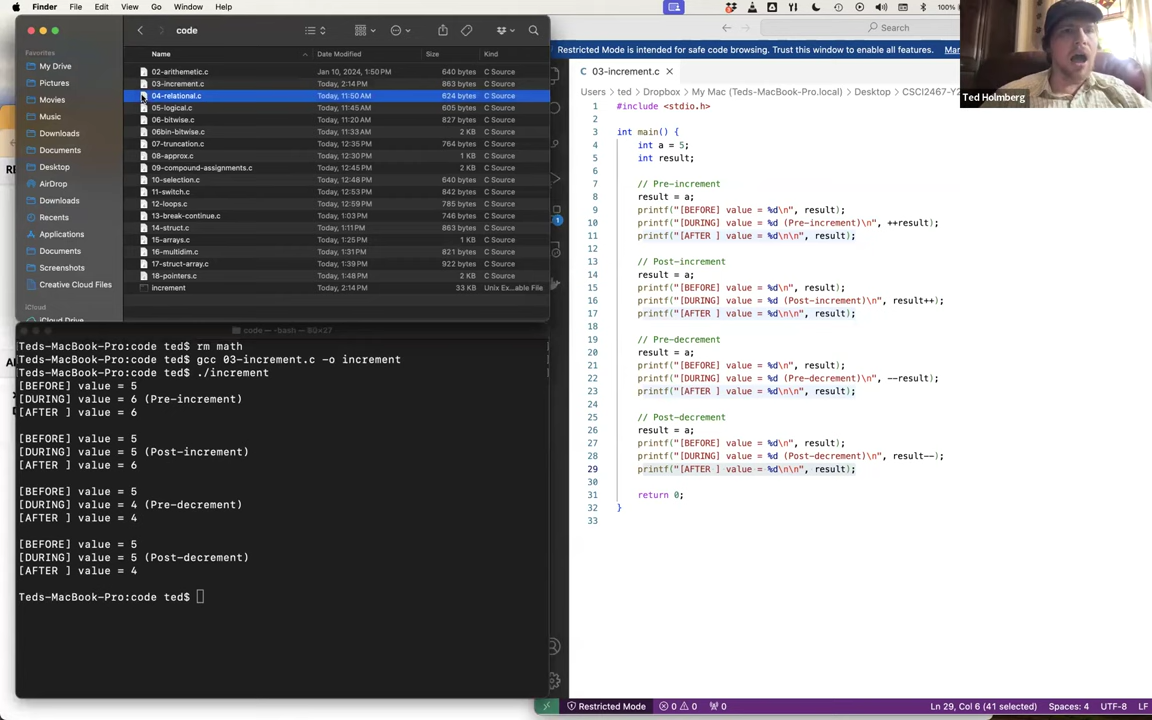 Finder File Edit View Go Window Help
code
Search
Favorites
My Drive
Pictures
Movies
Music
Downloads
Documents
Desktop
AirDrop
Downloads
Recents
Applications
Documents
Screenshots
Creative Cloud Files
iCloud
iCloud Drive
Name Date Modified Size Kind
02-arithemetic.c Jan 10, 2024, 1:50 PM 640 bytes C Source
03-increment.c Today, 2:14 PM 863 bytes C Source
04-relational.c Today, 11:50 AM 624 bytes C Source
05-logical.c Today, 11:45 AM 605 bytes C Source
06-bitwise.c Today, 11:20 AM 827 bytes C Source
06bin-bitwise.c Today, 11:33 AM 2 KB C Source
07-truncation.c Today, 12:30 PM 764 bytes C Source
08-approx.c Today, 12:30 PM 1 KB C Source
09-compound-assignments.c Today, 12:45 PM 2 KB C Source
10-selection.c Today, 12:48 PM 640 bytes C Source
11-switch.c Today, 12:53 PM 842 bytes C Source
12-loops.c Today, 12:59 PM 785 bytes C Source
13-break-continue.c Today, 1:03 PM 746 bytes C Source
14-struct.c Today, 1:11 PM 863 bytes C Source
15-arrays.c Today, 1:25 PM 1 KB C Source
16-multidim.c Today, 1:31 PM 821 bytes C Source
17-struct-array.c Today, 1:39 PM 922 bytes C Source
18-pointers.c Today, 1:48 PM 2 KB C Source
increment Today, 2:14 PM 33 KB Unix Ex...able File
code — -bash — 80×27
Teds-MacBook-Pro:code ted$ rm math
Teds-MacBook-Pro:code ted$ gcc 03-increment.c -o increment
Teds-MacBook-Pro:code ted$ ./increment
[BEFORE] value = 5
[DURING] value = 6 (Pre-increment)
[AFTER ] value = 6
[BEFORE] value = 5
[DURING] value = 5 (Post-increment)
[AFTER ] value = 6
[BEFORE] value = 5
[DURING] value = 4 (Pre-decrement)
[AFTER ] value = 4
[BEFORE] value = 5
[DURING] value = 5 (Post-decrement)
[AFTER ] value = 4
Teds-MacBook-Pro:code ted$
Restricted Mode is intended for safe code browsing. Trust this window to enable all features.
03-increment.c
Users > ted > Dropbox > My Mac (Teds-MacBook-Pro.local) > Documents > CSCI2467-Y2
1 #include <stdio.h>
2
3 int main() {
4 int a = 5;
5 int result;
6
7 // Pre-increment
8 result = a;
9 printf("[BEFORE] value = %d\n", result);
10 printf("[DURING] value = %d (Pre-increment)\n", ++result);
11 printf("[AFTER ] value = %d\n\n", result);
12
13 // Post-increment
14 result = a;
15 printf("[BEFORE] value = %d\n", result);
16 printf("[DURING] value = %d (Post-increment)\n", result++);
17 printf("[AFTER ] value = %d\n\n", result);
18
19 // Pre-decrement
20 result = a;
21 printf("[BEFORE] value = %d\n", result);
22 printf("[DURING] value = %d (Pre-decrement)\n", --result);
23 printf("[AFTER ] value = %d\n\n", result);
24
25 // Post-decrement
26 result = a;
27 printf("[BEFORE] value = %d\n", result);
28 printf("[DURING] value = %d (Post-decrement)\n", result--);
29 printf("[AFTER ] value = %d\n\n", result);
30
31 return 0;
32 }
33
1
Restricted Mode 0 0 0 Ln 29, Col 6 (41 selected) Spaces: 4 UTF-8 LF
Ted Holmberg